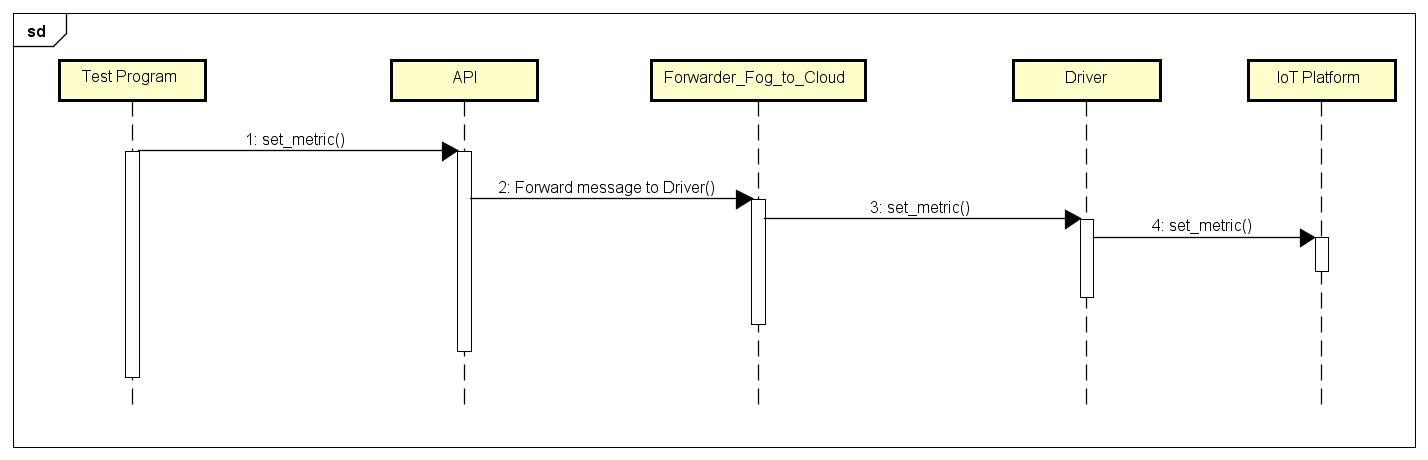 sd
Test Program
API
Forwarder_Fog_to_Cloud
Driver
IoT Platform
1: set_metric()
2: Forward message to Driver()
3: set_metric()
4: set_metric()